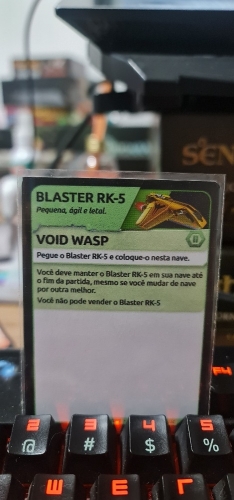 SEN
BLASTER RK-5
Pequena, ágil e letal.
VOID WASP
Pegue o Blaster RK-5 e coloque-o nesta nave.
Você deve manter o Blaster RK-5 em sua nave até
o fim da partida, mesmo se você mudar de nave
por outra melhor.
Você não pode vender o Blaster RK-5
F4
2 3 4 5
@ # $ %
W E R